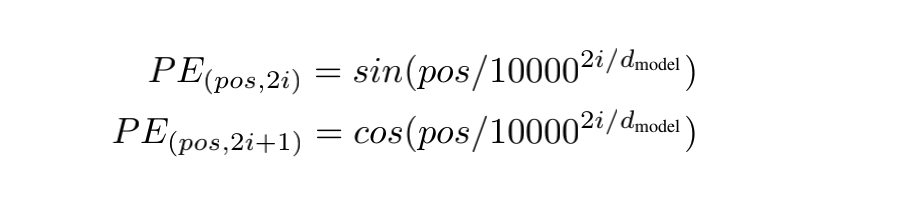 PE_{(pos,2i)} = sin(pos/10000^{2i/d_{model}})
PE_{(pos,2i+1)} = cos(pos/10000^{2i/d_{model}})